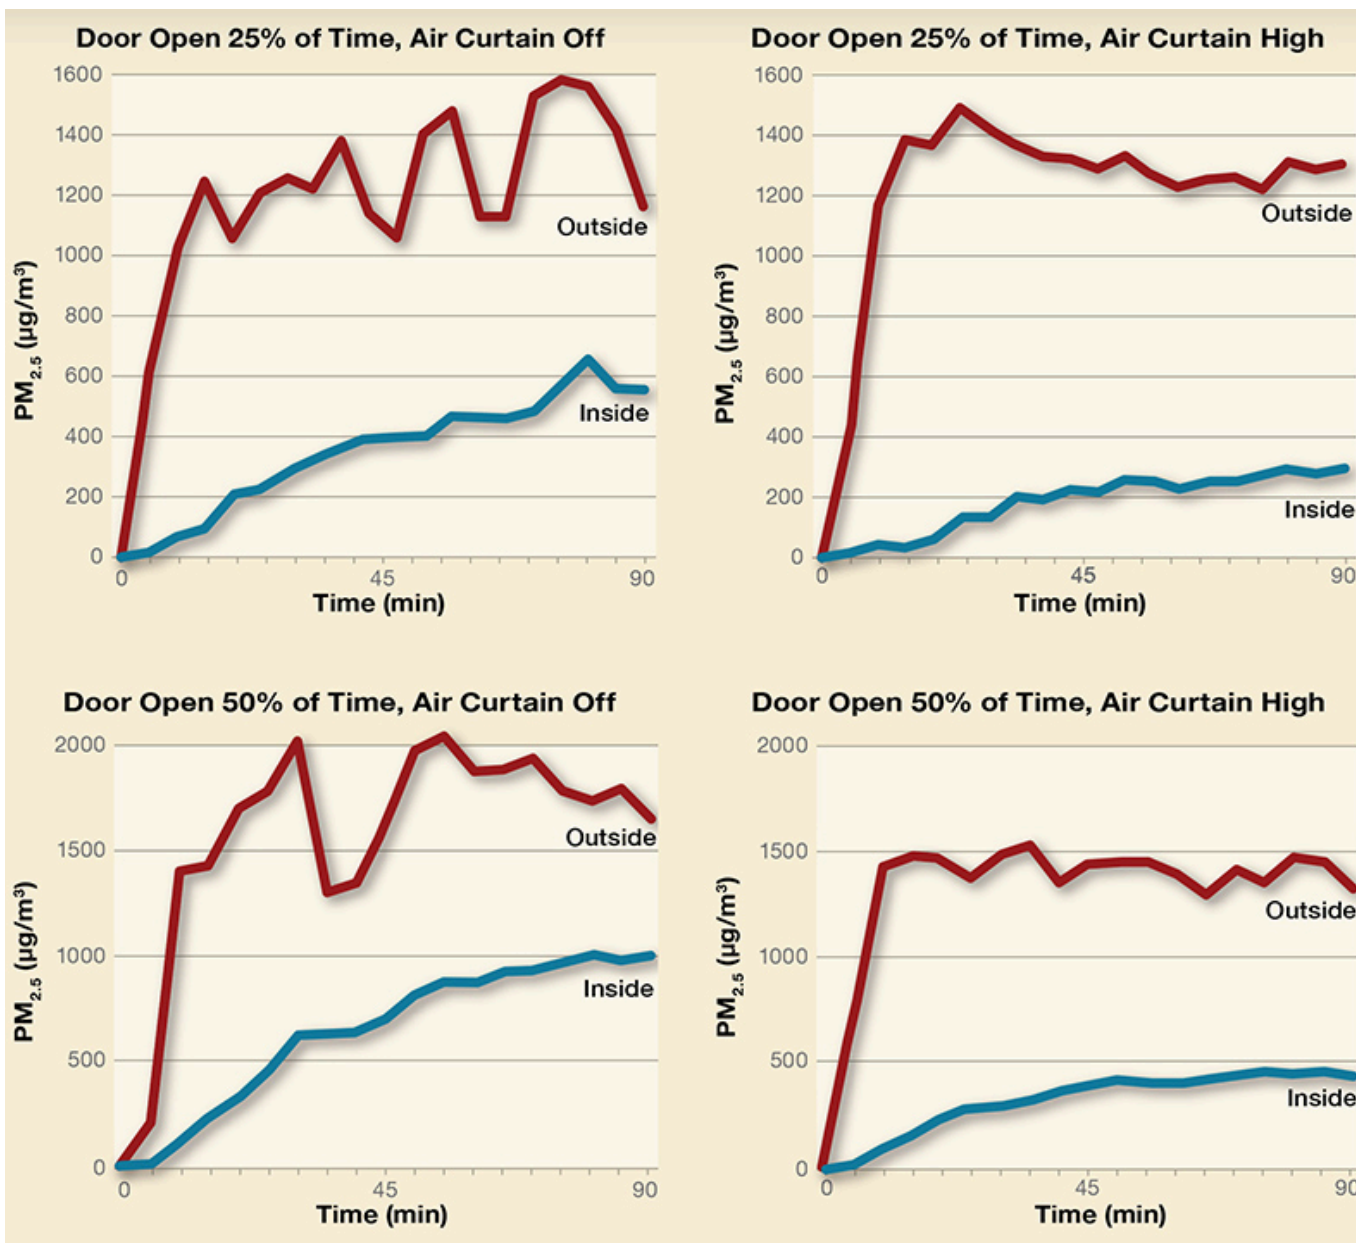 Door Open 25% of Time, Air Curtain Off
1600
1400
1200
1000
800
600
400
200
0
PM2.5 (µg/m³)
Outside
Inside
0 45 90
Time (min)
Door Open 25% of Time, Air Curtain High
1600
1400
1200
1000
800
600
400
200
0
PM2.5 (µg/m³)
Outside
Inside
0 45 90
Time (min)
Door Open 50% of Time, Air Curtain Off
2000
1500
1000
500
0
PM2.5 (µg/m³)
Outside
Inside
0 45 90
Time (min)
Door Open 50% of Time, Air Curtain High
2000
1500
1000
500
0
PM2.5 (µg/m³)
Outside
Inside
0 45 90
Time (min)